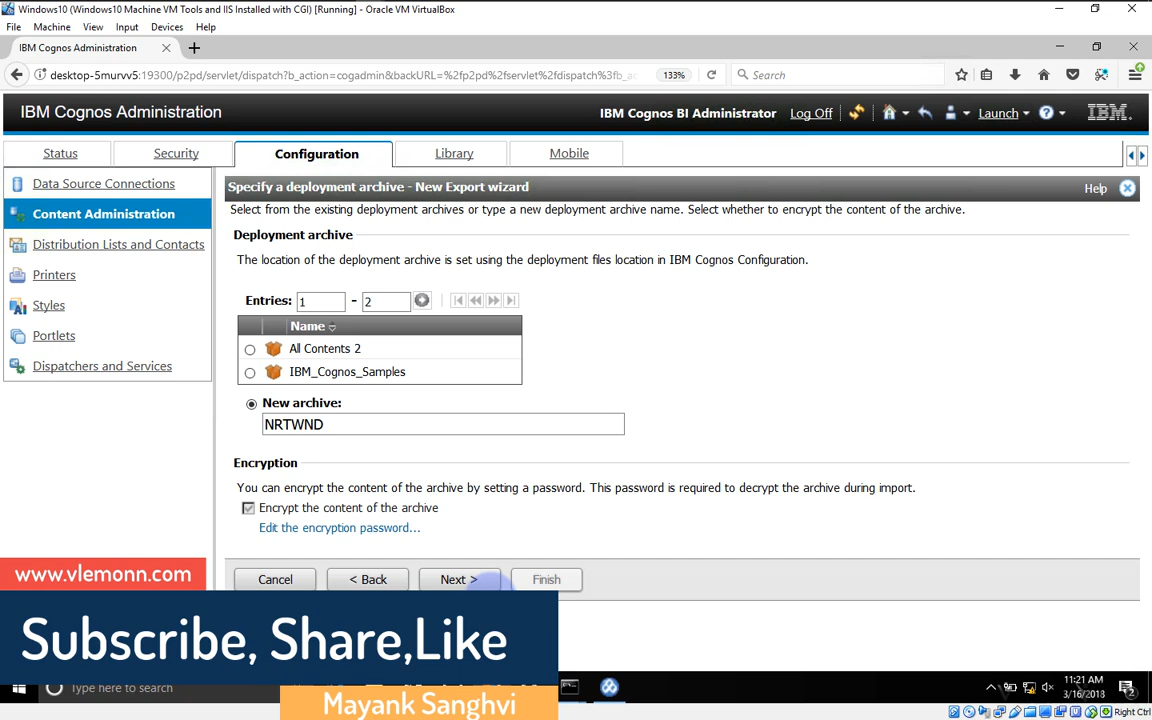 Windows10 (Windows10 Machine VM Tools and IIS Installed with CGI) [Running] - Oracle VM VirtualBox
File Machine View Input Devices Help
IBM Cognos Administration
desktop-5murvv5:19300/p2pd/servlet/dispatch?b_action=cogadmin&backURL=%2fp2pd%2fservlet%2fdispatch%3fb_ac
133%
Search
IBM Cognos Administration
IBM Cognos BI Administrator Log Off Launch IBM.
Status Security Configuration Library Mobile
Data Source Connections
Content Administration
Distribution Lists and Contacts
Printers
Styles
Portlets
Dispatchers and Services
Specify a deployment archive - New Export wizard
Help
Select from the existing deployment archives or type a new deployment archive name. Select whether to encrypt the content of the archive.
Deployment archive
The location of the deployment archive is set using the deployment files location in IBM Cognos Configuration.
Entries: 1 - 2
Name
All Contents 2
IBM_Cognos_Samples
New archive:
NRTWND
Encryption
You can encrypt the content of the archive by setting a password. This password is required to decrypt the archive during import.
Encrypt the content of the archive
Edit the encryption password...
Cancel < Back Next > Finish
www.vlemonn.com
Subscribe, Share,Like
Mayank Sanghvi
Type here to search
11:21 AM
3/16/2018
2
Right Ctrl